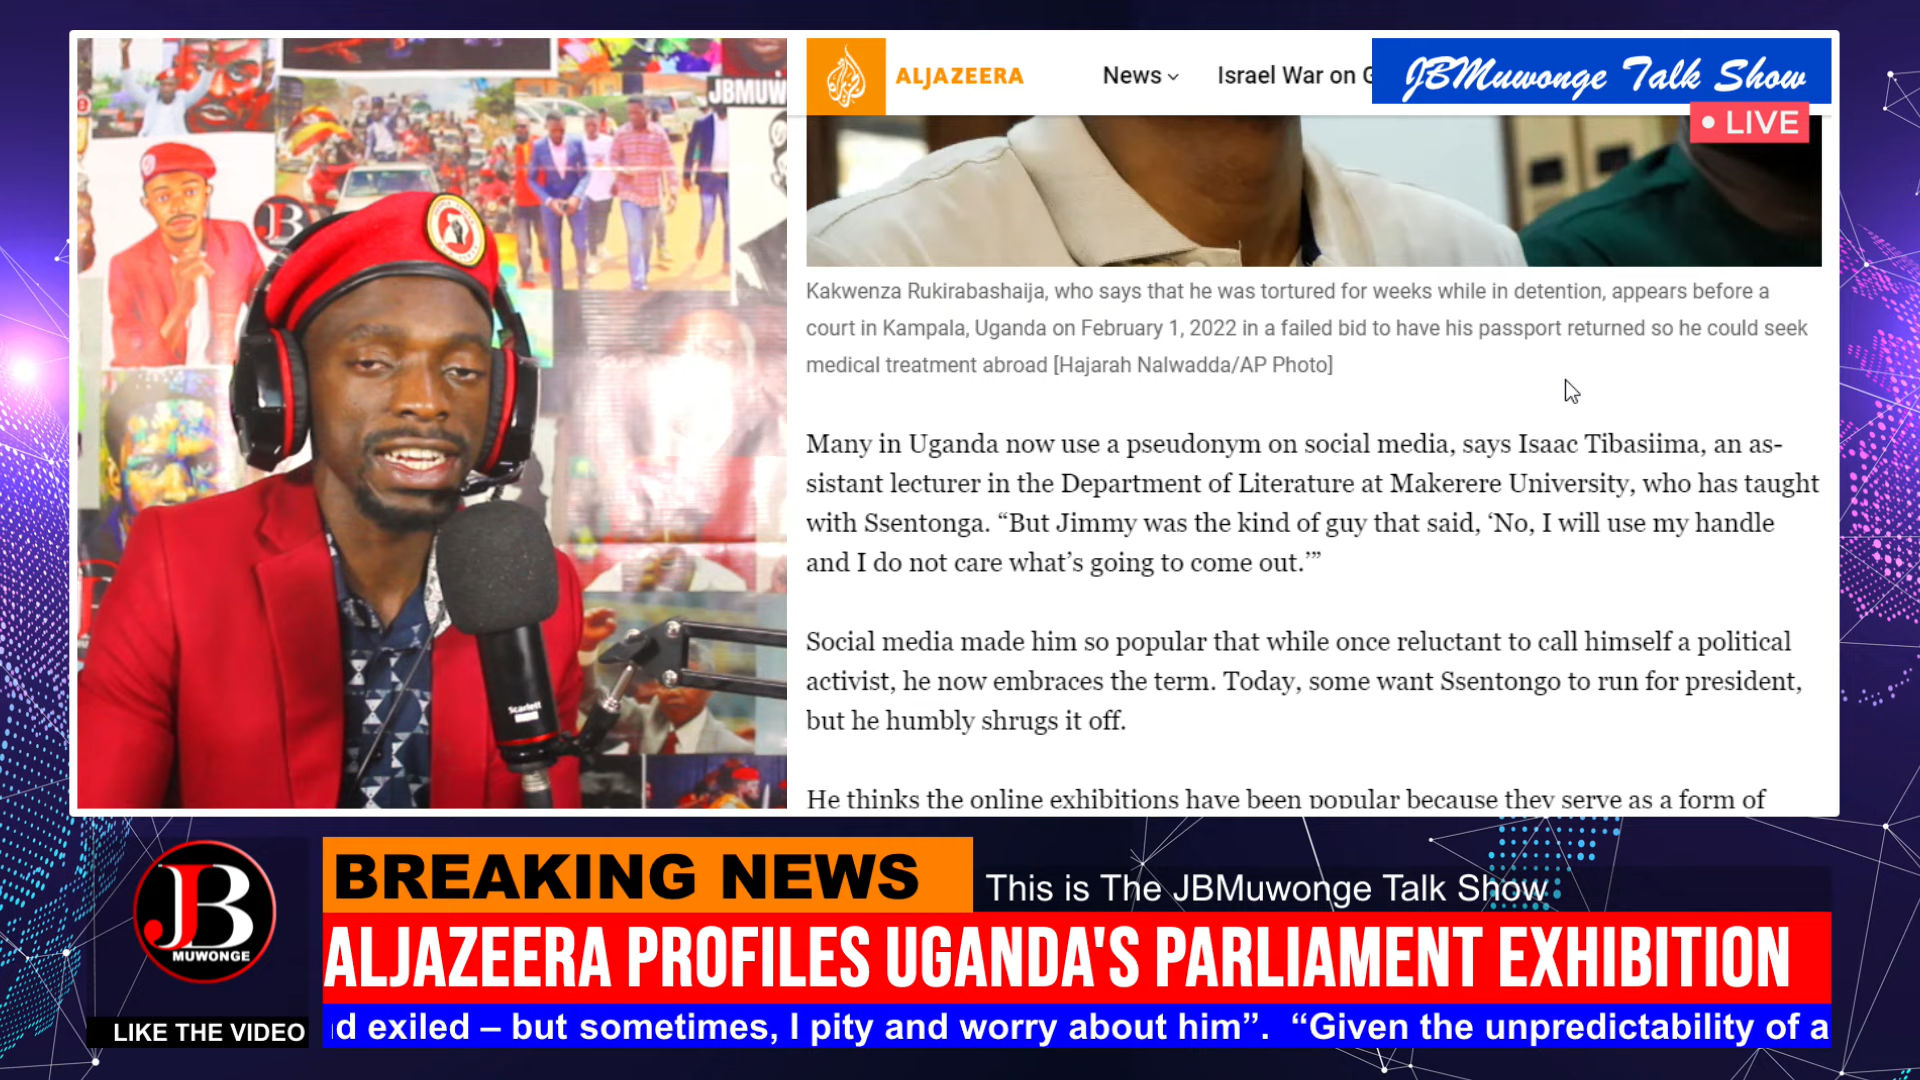 JBMUW
ALJAZEERA
News
Israel War on G
JBMuwonge Talk Show
LIVE
Kakwenza Rukirabashaija, who says that he was tortured for weeks while in detention, appears before a
court in Kampala, Uganda on February 1, 2022 in a failed bid to have his passport returned so he could seek
medical treatment abroad [Hajarah Nalwadda/AP Photo]
Many in Uganda now use a pseudonym on social media, says Isaac Tibasiima, an as-
sistant lecturer in the Department of Literature at Makerere University, who has taught
with Ssentonga. “But Jimmy was the kind of guy that said, ‘No, I will use my handle
and I do not care what’s going to come out.’”
Social media made him so popular that while once reluctant to call himself a political
activist, he now embraces the term. Today, some want Ssentongo to run for president,
but he humbly shrugs it off.
He thinks the online exhibitions have been popular because they serve as a form of
Scarlett
JB
MUWONGE
LIKE THE VIDEO
BREAKING NEWS
This is The JBMuwonge Talk Show
ALJAZEERA PROFILES UGANDA'S PARLIAMENT EXHIBITION
d exiled – but sometimes, I pity and worry about him”. “Given the unpredictability of a